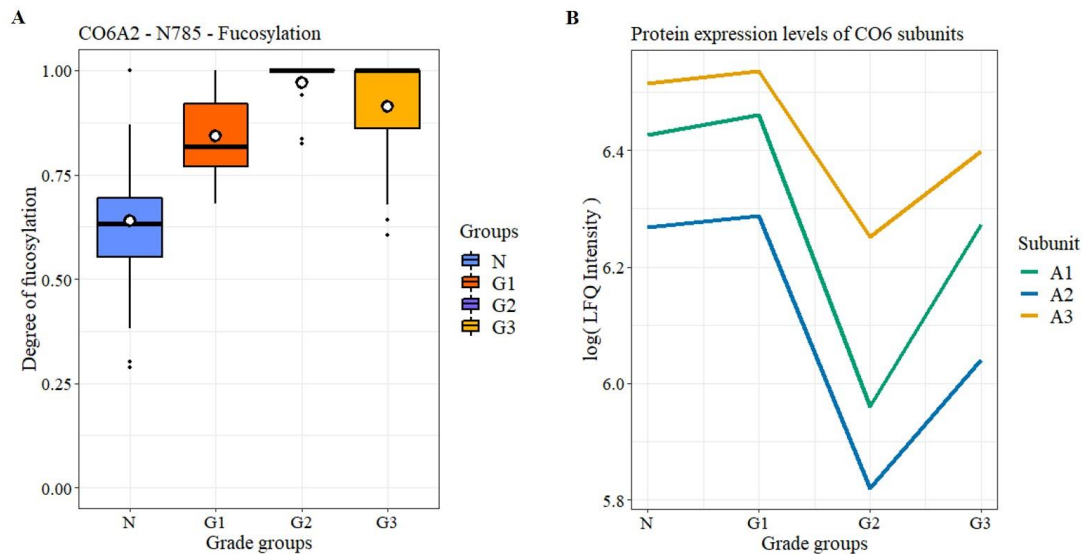 A
CO6A2 - N785 - Fucosylation
Degree of fucosylation
1.00
0.75
0.50
0.25
0.00
N G1 G2 G3
Grade groups
Groups
N
G1
G2
G3
B
Protein expression levels of CO6 subunits
log( LFQ Intensity )
6.4
6.2
6.0
5.8
N G1 G2 G3
Grade groups
Subunit
A1
A2
A3